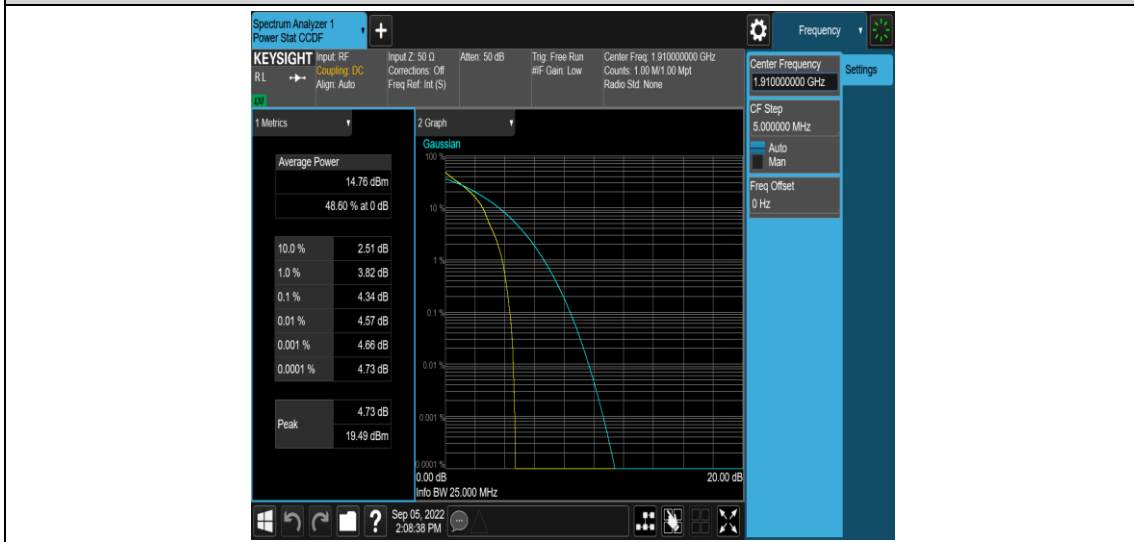 Spectrum Analyzer 1
Power Stat CCDF
Frequency
KEYSIGHT
RL
Input: RF
Coupling: DC
Align: Auto
Input Z: 50 Ω
Corrections: Off
Freq Ref: Int (S)
Atten: 50 dB
Trig: Free Run
#IF Gain: Low
Center Freq: 1.910000000 GHz
Counts: 1.00 M/1.00 Mpt
Radio Std: None
Center Frequency
1.910000000 GHz
Settings
CF Step
5.000000 MHz
Auto
Man
Freq Offset
0 Hz
1 Metrics
Average Power
14.76 dBm
48.60 % at 0 dB
10.0 % 2.51 dB
1.0 % 3.82 dB
0.1 % 4.34 dB
0.01 % 4.57 dB
0.001 % 4.66 dB
0.0001 % 4.73 dB
Peak
4.73 dB
19.49 dBm
2 Graph
Gaussian
100 %
10 %
1 %
0.1 %
0.01 %
0.001 %
0.0001 %
0.00 dB 20.00 dB
Info BW 25.000 MHz
?
Sep 05, 2022
2:08:38 PM